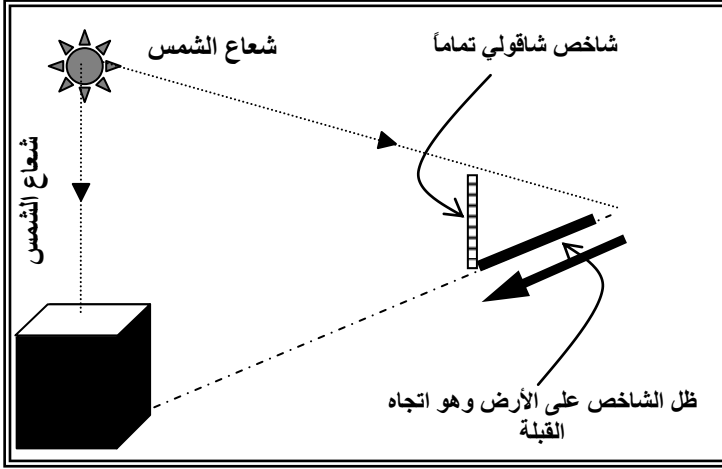 شاخص شاقولي تماماً
شعاع الشمس
شعاع الشمس
ظل الشاخص على الأرض وهو اتجاه
القبلة